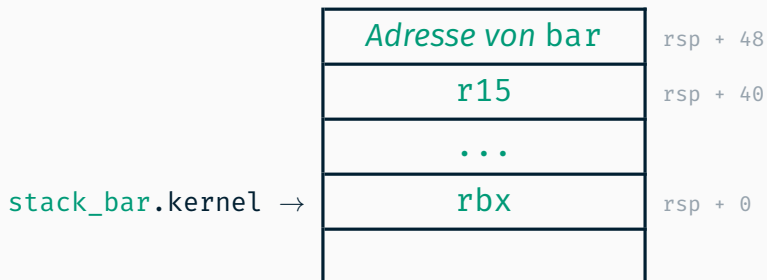 Adresse von bar rsp + 48
r15 rsp + 40
...
stack_bar.kernel → rbx rsp + 0